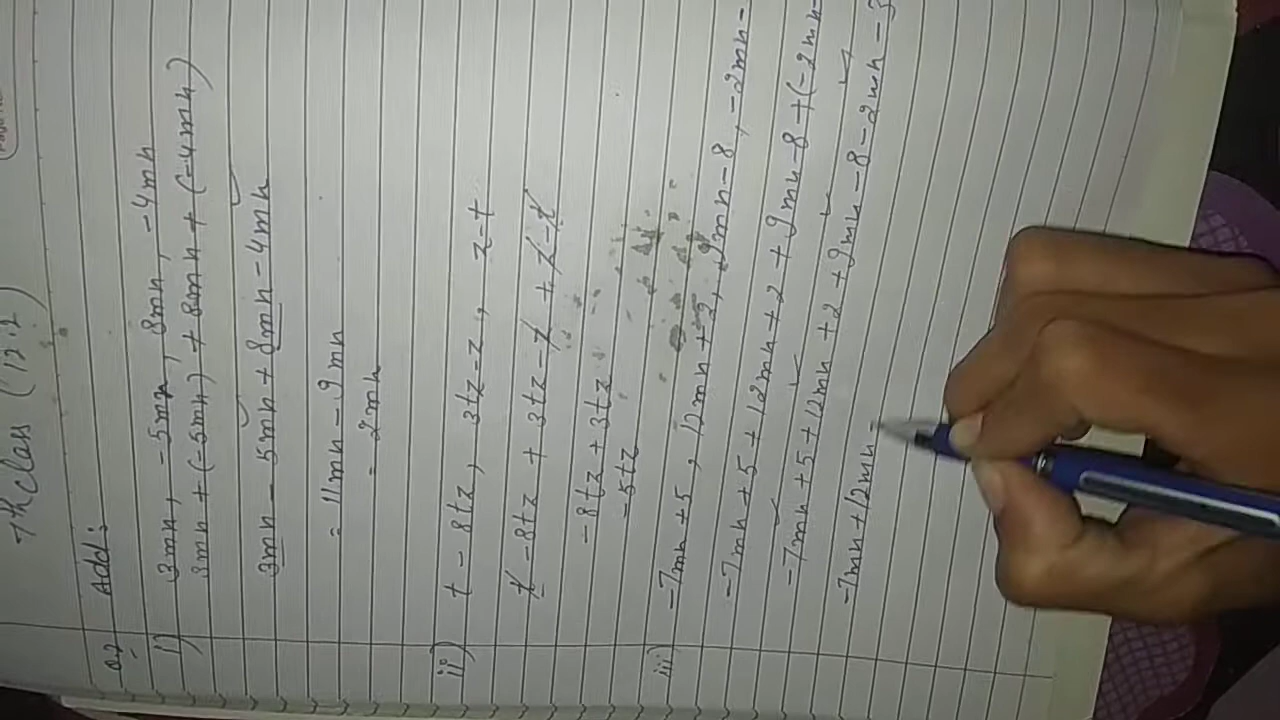 7th class (12.2)
Q.2 Add:
i) 3mn, -5mn, 8mn, -4mn
3mn + (-5mn) + 8mn + (-4mn)
3mn - 5mn + 8mn - 4mn
= 11mn - 9mn
= 2mn
ii) t - 8tz, 3tz - z, z - t
t - 8tz + 3tz - z + z - t
-8tz + 3tz
-5tz
iii) -7mn + 5, 12mn + 2, 9mn - 8, -2mn -
-7mn + 5 + 12mn + 2 + 9mn - 8 + (-2mn -
-7mn + 5 + 12mn + 2 + 9mn - 8 - 2mn - 3
-7mn + 12mn